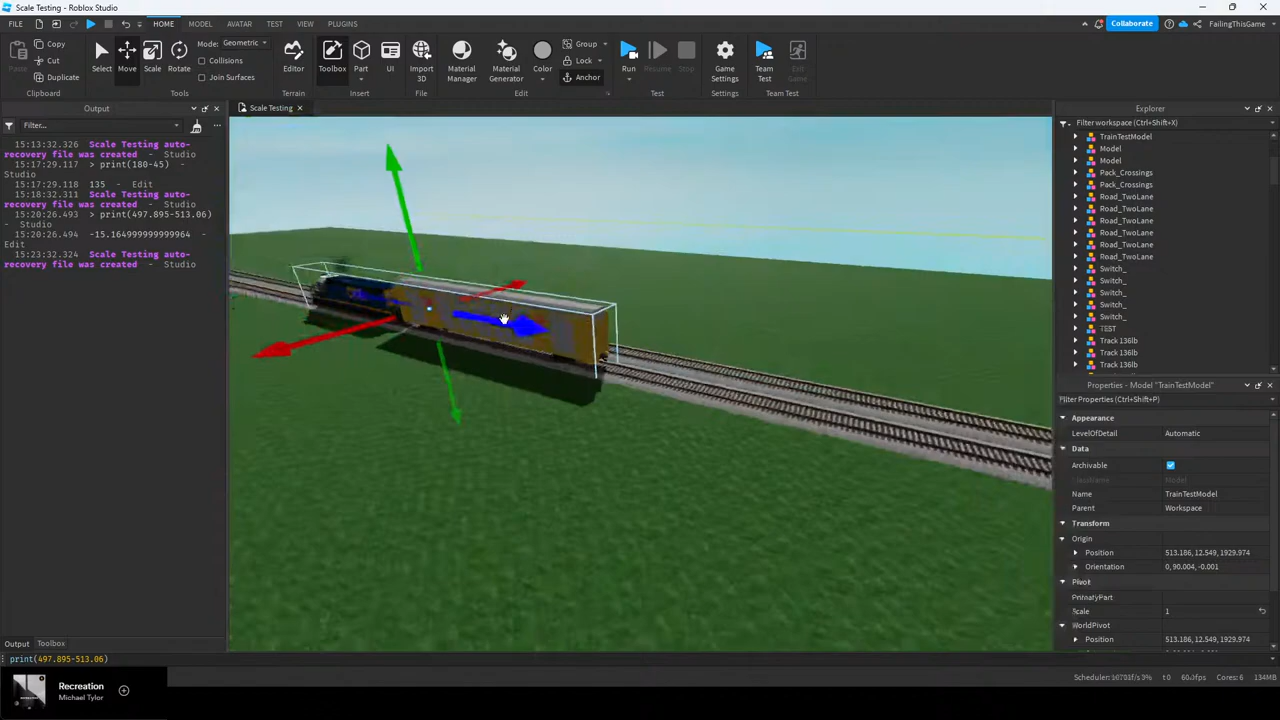 Scale Testing - Roblox Studio
FILE
HOME MODEL AVATAR TEST VIEW PLUGINS
Collaborate
FailingThisGame
Copy
Cut
Duplicate
Paste
Clipboard
Select Move Scale Rotate
Mode: Geometric
Collisions
Join Surfaces
Tools
Editor
Terrain
Toolbox Part UI
Insert
Import 3D
File
Material Manager
Material Generator
Color
Group
Lock
Anchor
Edit
Run Resume Stop
Test
Game Settings
Settings
Team Test
Exit Game
Team Test
Output
Filter...
15:13:32.326 Scale Testing auto-
recovery file was created - Studio
15:17:29.117 > print(180-45) -
Studio
15:17:29.118 135 - Edit
15:18:32.311 Scale Testing auto-
recovery file was created - Studio
15:20:26.493 > print(497.895-513.06)
- Studio
15:20:26.494 -15.164999999999964 -
Edit
15:23:32.324 Scale Testing auto-
recovery file was created - Studio
Scale Testing
Explorer
Filter workspace (Ctrl+Shift+X)
TrainTestModel
Model
Model
Pack_Crossings
Pack_Crossings
Road_TwoLane
Road_TwoLane
Road_TwoLane
Road_TwoLane
Road_TwoLane
Road_TwoLane
Switch_
Switch_
Switch_
Switch_
Switch_
TEST
Track 136lb
Track 136lb
Track 136lb
Properties - Model "TrainTestModel"
Filter Properties (Ctrl+Shift+P)
Appearance
LevelOfDetail Automatic
Data
Archivable
ClassName Model
Name TrainTestModel
Parent Workspace
Transform
Origin
Position 513.186, 12.549, 1929.974
Orientation 0, 90.004, -0.001
Pivot
PrimaryPart
Scale 1
WorldPivot
Position 513.186, 12.549, 1929.974
Output Toolbox
print(497.895-513.06)
Recreation
Michael Tylor
Cores: 6 134MB